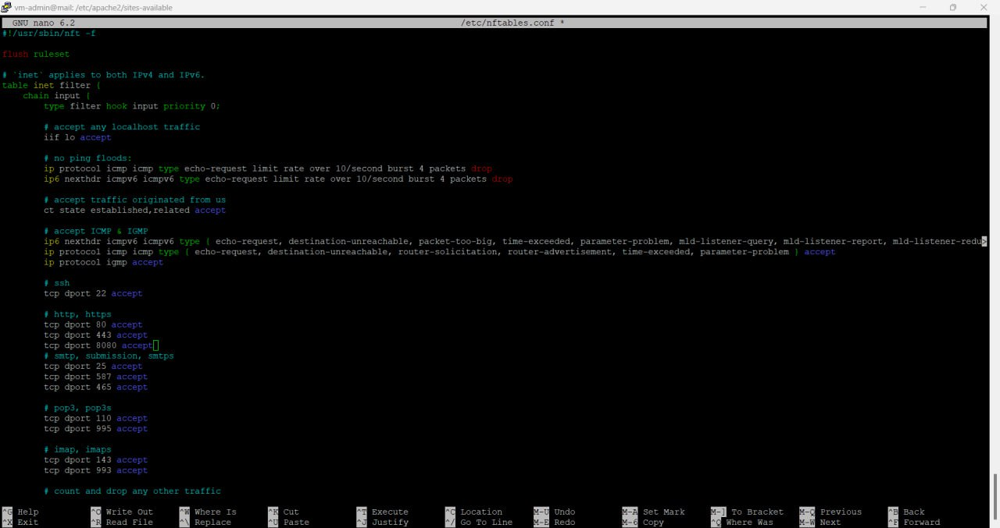 vm-admin@mail: /etc/apache2/sites-available
GNU nano 6.2 /etc/nftables.conf *
#!/usr/sbin/nft -f
flush ruleset
# `inet` applies to both IPv4 and IPv6.
table inet filter {
chain input {
type filter hook input priority 0;
# accept any localhost traffic
iif lo accept
# no ping floods:
ip protocol icmp icmp type echo-request limit rate over 10/second burst 4 packets drop
ip6 nexthdr icmpv6 icmpv6 type echo-request limit rate over 10/second burst 4 packets drop
# accept traffic originated from us
ct state established,related accept
# accept ICMP & IGMP
ip6 nexthdr icmpv6 icmpv6 type { echo-request, destination-unreachable, packet-too-big, time-exceeded, parameter-problem, mld-listener-query, mld-listener-report, mld-listener-redu>
ip protocol icmp icmp type { echo-request, destination-unreachable, router-solicitation, router-advertisement, time-exceeded, parameter-problem } accept
ip protocol igmp accept
# ssh
tcp dport 22 accept
# http, https
tcp dport 80 accept
tcp dport 443 accept
tcp dport 8080 accept
# smtp, submission, smtps
tcp dport 25 accept
tcp dport 587 accept
tcp dport 465 accept
# pop3, pop3s
tcp dport 110 accept
tcp dport 995 accept
# imap, imaps
tcp dport 143 accept
tcp dport 993 accept
# count and drop any other traffic
^G Help ^O Write Out ^W Where Is ^K Cut ^T Execute ^C Location M-U Undo M-A Set Mark M-] To Bracket M-Q Previous ^B Back
^X Exit ^R Read File ^\ Replace ^U Paste ^J Justify ^/ Go To Line M-E Redo M-6 Copy ^Q Where Was M-W Next ^F Forward